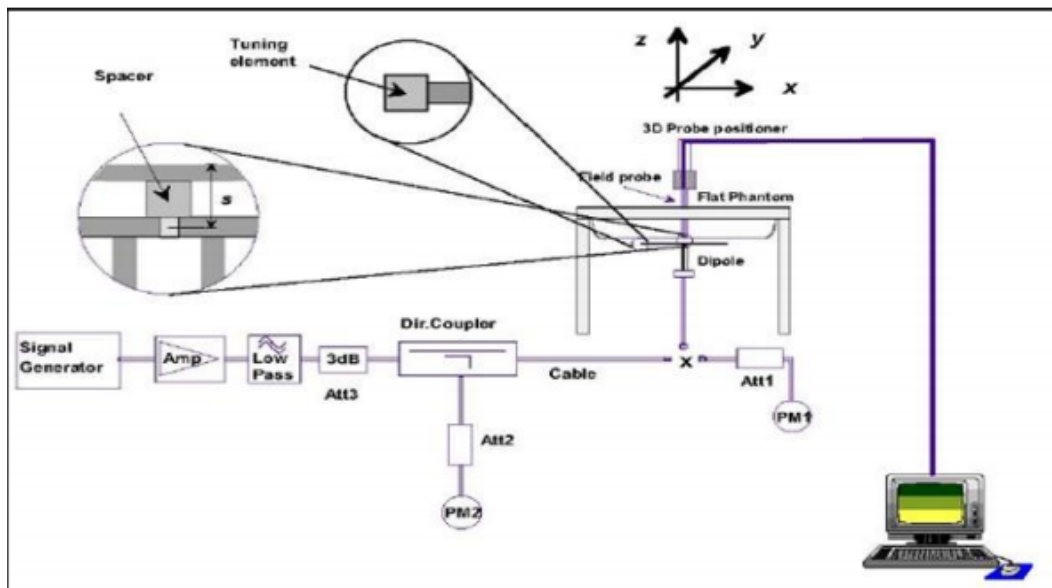 Tuning
element
Spacer
s
z
y
x
3D Probe positioner
Field probe
Flat Phantom
Dipole
Dir.Coupler
Signal
Generator
Amp
Low
Pass
3dB
Att3
Cable
x
Att1
PM1
Att2
PM2